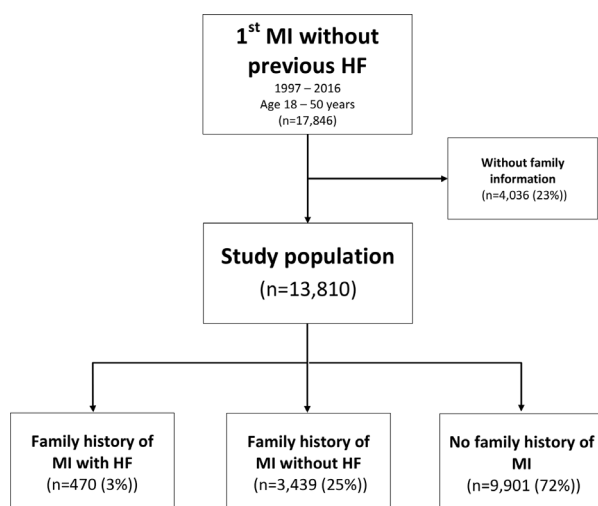 1st MI without
previous HF
1997 – 2016
Age 18 – 50 years
(n=17,846)
Without family
information
(n=4,036 (23%))
Study population
(n=13,810)
Family history of
MI with HF
(n=470 (3%))
Family history of
MI without HF
(n=3,439 (25%))
No family history of
MI
(n=9,901 (72%))